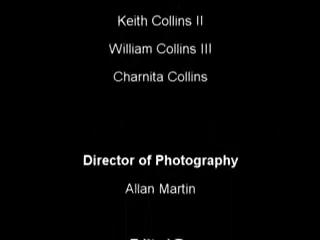 Keith Collins II
William Collins III
Charnita Collins
Director of Photography
Allan Martin